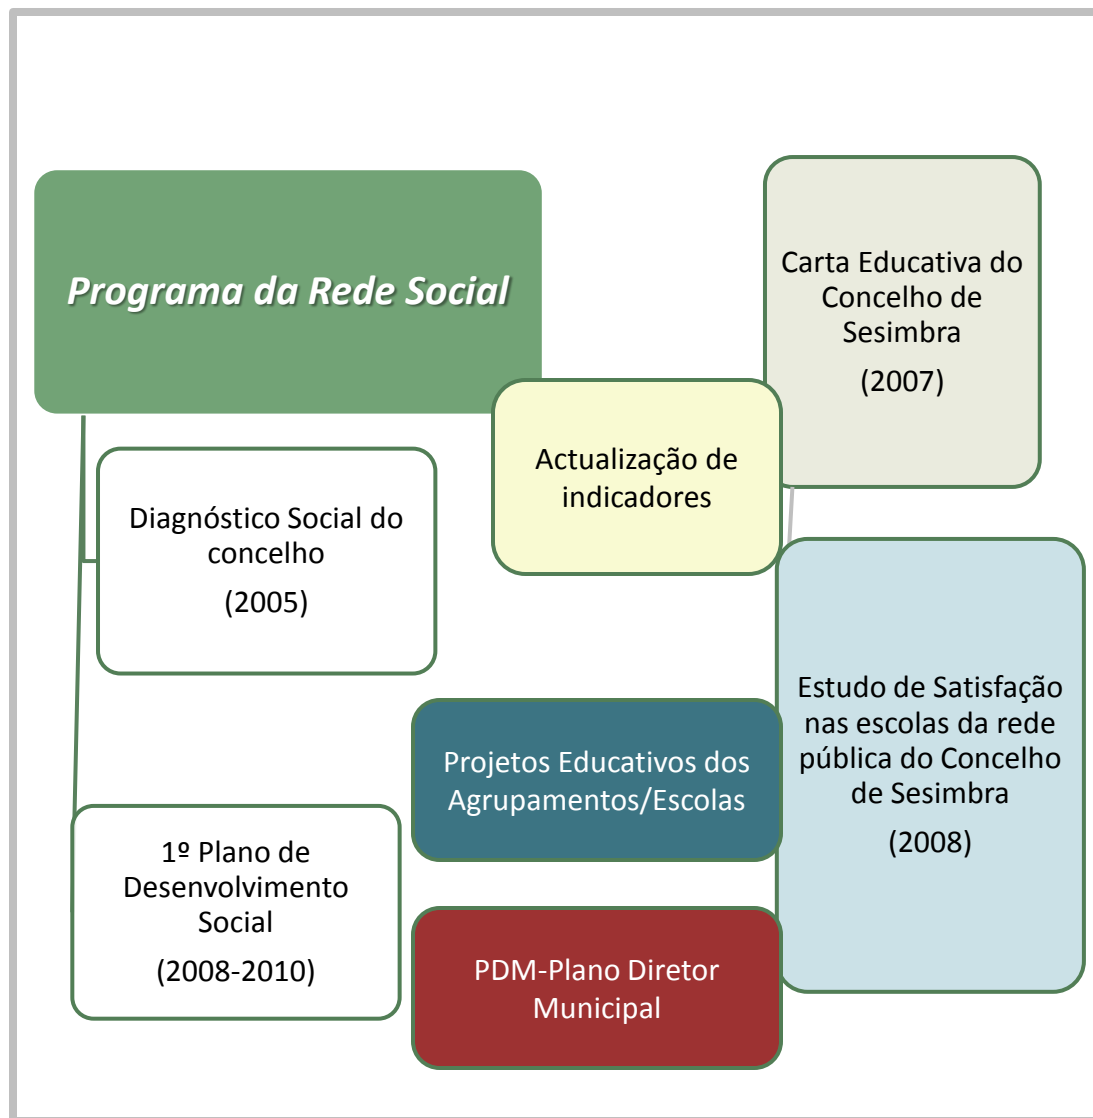 Programa da Rede Social
Carta Educativa do
Concelho de
Sesimbra
(2007)
Actualização de
indicadores
Diagnóstico Social do
concelho
(2005)
Estudo de Satisfação
nas escolas da rede
pública do Concelho
de Sesimbra
(2008)
Projetos Educativos dos
Agrupamentos/Escolas
1º Plano de
Desenvolvimento
Social
(2008-2010)
PDM-Plano Diretor
Municipal